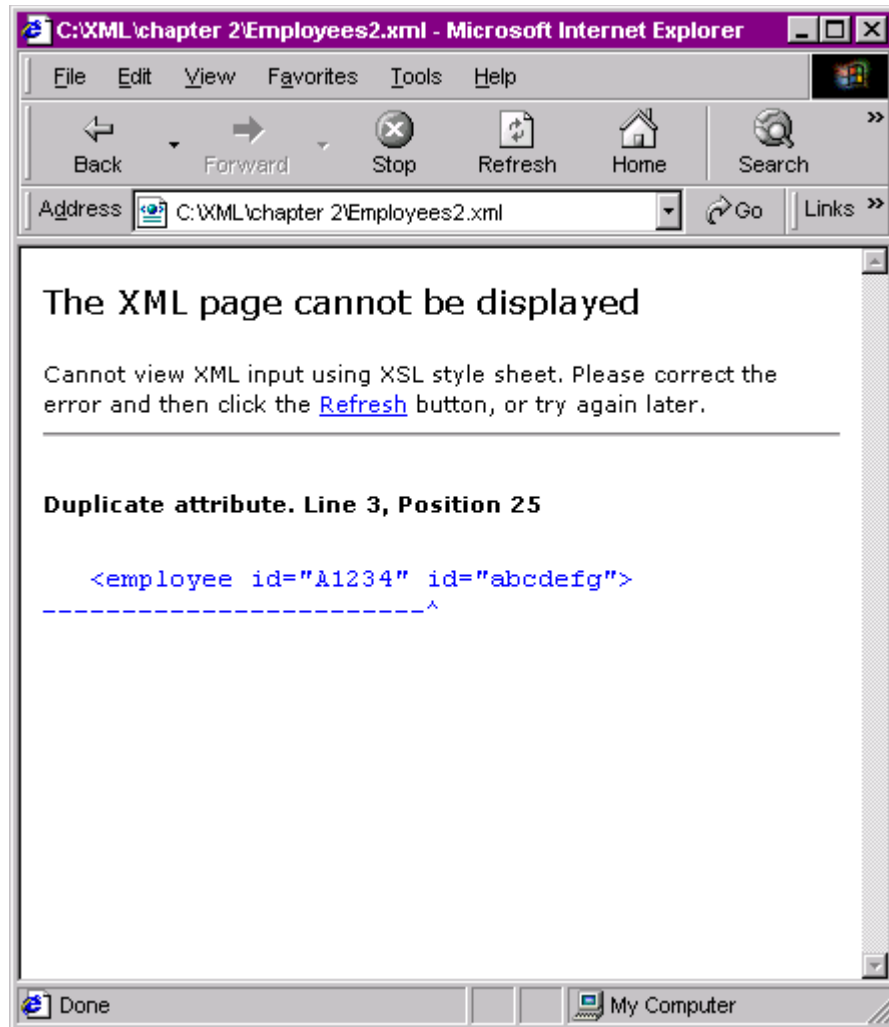 C:\XML\chapter 2\Employees2.xml - Microsoft Internet Explorer
File Edit View Favorites Tools Help
Back Forward Stop Refresh Home Search »
Address C:\XML\chapter 2\Employees2.xml Go Links »
The XML page cannot be displayed
Cannot view XML input using XSL style sheet. Please correct the
error and then click the Refresh button, or try again later.
Duplicate attribute. Line 3, Position 25
<employee id="A1234" id="abcdefg">
------------------------^
Done My Computer